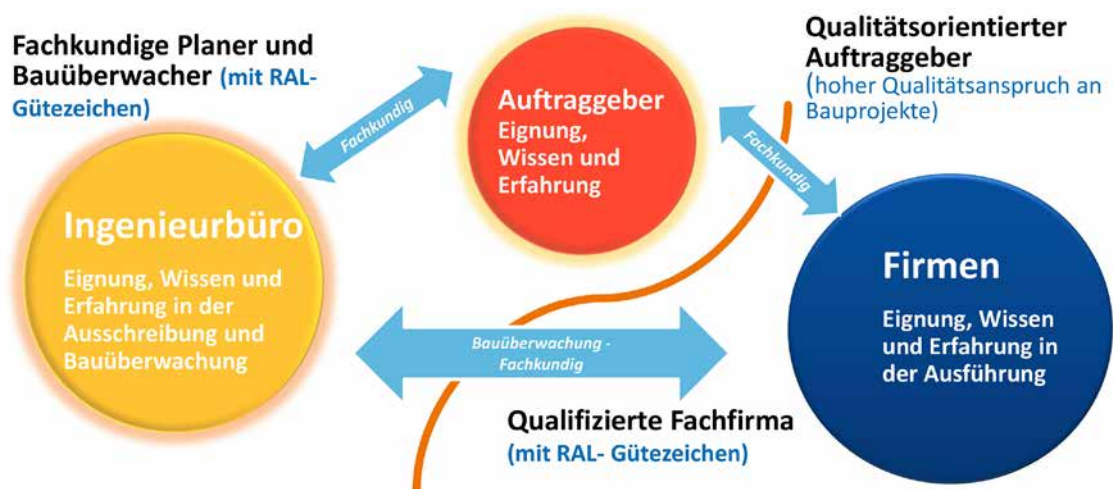 Fachkundige Planer und
Bauüberwacher (mit RAL-
Gütezeichen)
Qualitätsorientierter
Auftraggeber
(hoher Qualitätsanspruch an
Bauprojekte)
Fachkundig
Auftraggeber
Eignung,
Wissen und
Erfahrung
Fachkundig
Ingenieurbüro
Eignung, Wissen und
Erfahrung in der
Ausschreibung und
Bauüberwachung
Firmen
Eignung, Wissen
und Erfahrung in
der Ausführung
Bauüberwachung -
Fachkundig
Qualifizierte Fachfirma
(mit RAL- Gütezeichen)